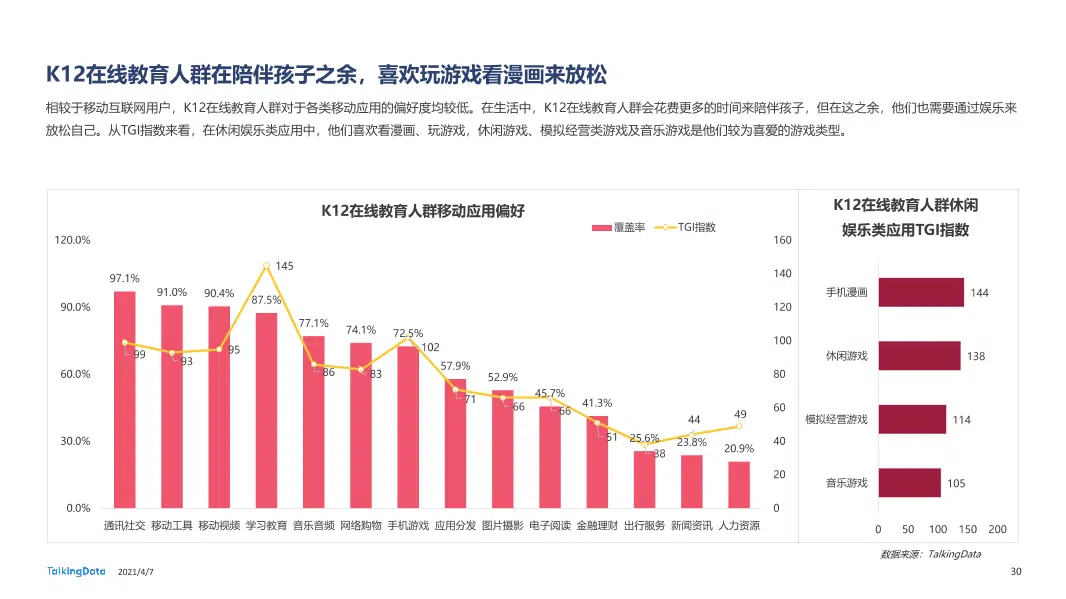 K12在线教育人群在陪伴孩子之余，喜欢玩游戏看漫画来放松
相较于移动互联网用户，K12在线教育人群对于各类移动应用的偏好度均较低。在生活中，K12在线教育人群会花费更多的时间来陪伴孩子，但在这之余，他们也需要通过娱乐来
放松自己。从TGI指数来看，在休闲娱乐类应用中，他们喜欢看漫画、玩游戏，休闲游戏、模拟经营类游戏及音乐游戏是他们较为喜爱的游戏类型。
K12在线教育人群移动应用偏好
覆盖率 TGI指数
120.0%
90.0%
60.0%
30.0%
0.0%
160
140
120
100
80
60
40
20
0
97.1%
91.0%
90.4%
87.5%
77.1%
74.1%
72.5%
57.9%
52.9%
45.7%
41.3%
25.6%
23.8%
20.9%
99
93
95
145
86
83
102
71
66
66
51
38
44
49
通讯社交 移动工具 移动视频 学习教育 音乐音频 网络购物 手机游戏 应用分发 图片摄影 电子阅读 金融理财 出行服务 新闻资讯 人力资源
K12在线教育人群休闲
娱乐类应用TGI指数
手机漫画 144
休闲游戏 138
模拟经营游戏 114
音乐游戏 105
0 50 100 150 200
数据来源：TalkingData
TalkingData 2021/4/7
30